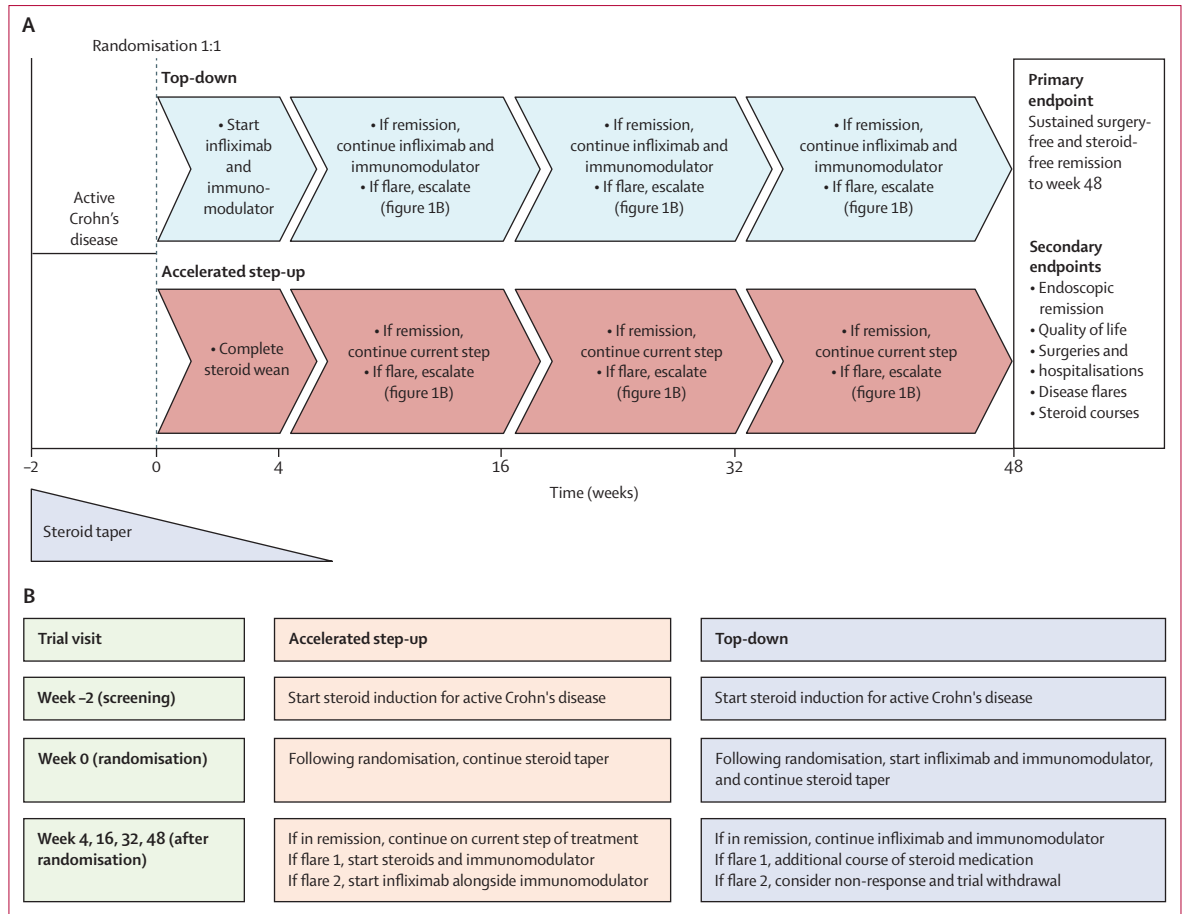 A
Randomisation 1:1
Top-down
• Start
infliximab
and
immuno-
modulator
• If remission,
continue infliximab and
immunomodulator
• If flare, escalate
(figure 1B)
• If remission,
continue infliximab and
immunomodulator
• If flare, escalate
(figure 1B)
• If remission,
continue infliximab and
immunomodulator
• If flare, escalate
(figure 1B)
Active
Crohn's
disease
Accelerated step-up
• Complete
steroid wean
• If remission,
continue current step
• If flare, escalate
(figure 1B)
• If remission,
continue current step
• If flare, escalate
(figure 1B)
• If remission,
continue current step
• If flare, escalate
(figure 1B)
Primary
endpoint
Sustained surgery-
free and steroid-
free remission
to week 48
Secondary
endpoints
• Endoscopic
remission
• Quality of life
• Surgeries and
• hospitalisations
• Disease flares
• Steroid courses
–2 0 4 16 32 48
Time (weeks)
Steroid taper
B
Trial visit
Accelerated step-up
Top-down
Week –2 (screening)
Start steroid induction for active Crohn's disease
Start steroid induction for active Crohn's disease
Week 0 (randomisation)
Following randomisation, continue steroid taper
Following randomisation, start infliximab and immunomodulator,
and continue steroid taper
Week 4, 16, 32, 48 (after
randomisation)
If in remission, continue on current step of treatment
If flare 1, start steroids and immunomodulator
If flare 2, start infliximab alongside immunomodulator
If in remission, continue infliximab and immunomodulator
If flare 1, additional course of steroid medication
If flare 2, consider non-response and trial withdrawal